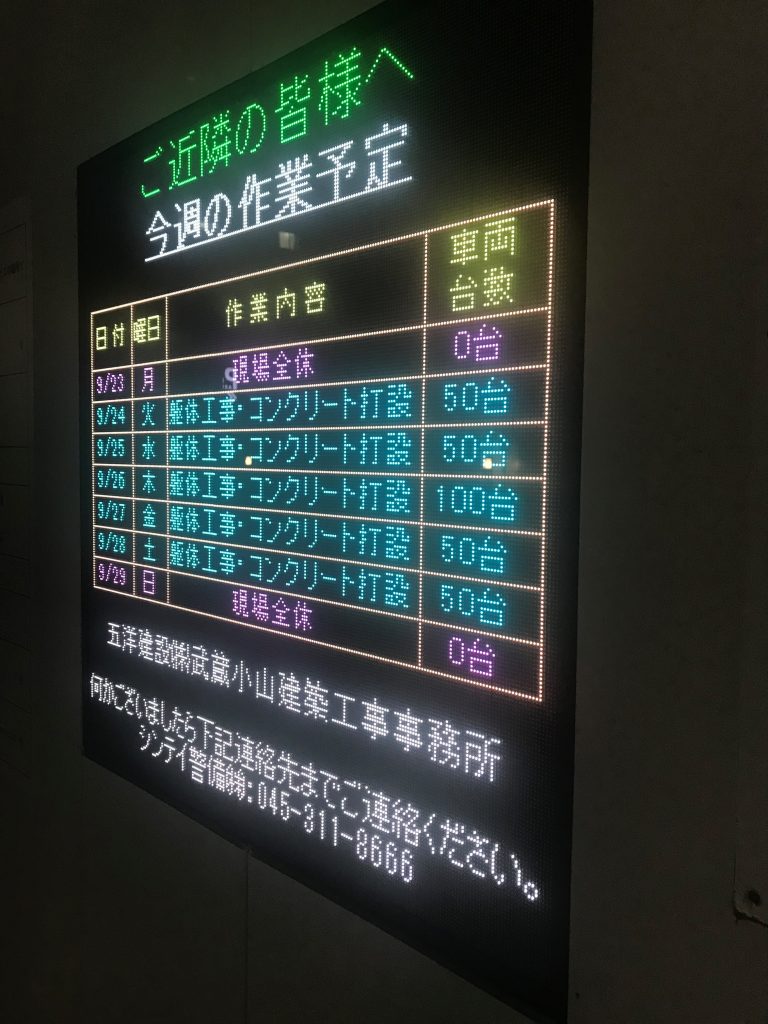 ご近隣の皆様へ
今週の作業予定
日付 曜日 作業内容 車両台数
9/23 月 現場全休 0台
9/24 火 躯体工事・コンクリート打設 50台
9/25 水 躯体工事・コンクリート打設 50台
9/26 木 躯体工事・コンクリート打設 100台
9/27 金 躯体工事・コンクリート打設 50台
9/28 土 躯体工事・コンクリート打設 50台
9/29 日 現場全休 0台
五洋建設㈱武蔵小山建築工事事務所
何かございましたら下記連絡先までご連絡ください。
シンテイ警備㈱:045-311-8666